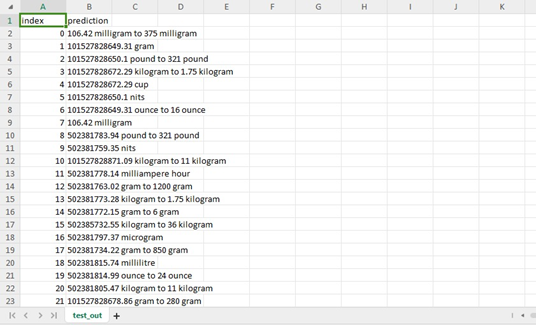 A B C D E F G H I J K
1 index prediction
2 0 106.42 milligram to 375 milligram
3 1 101527828649.31 gram
4 2 101527828650.1 pound to 321 pound
5 3 101527828672.29 kilogram to 1.75 kilogram
6 4 101527828672.29 cup
7 5 101527828650.1 nits
8 6 101527828649.31 ounce to 16 ounce
9 7 106.42 milligram
10 8 502381783.94 pound to 321 pound
11 9 502381759.35 nits
12 10 101527828871.09 kilogram to 11 kilogram
13 11 502381778.14 milliampere hour
14 12 502381763.02 gram to 1200 gram
15 13 502381773.28 kilogram to 1.75 kilogram
16 14 502381772.15 gram to 6 gram
17 15 502385732.55 kilogram to 36 kilogram
18 16 502381797.37 microgram
19 17 502381734.22 gram to 850 gram
20 18 502381815.74 millilitre
21 19 502381814.99 ounce to 24 ounce
22 20 502381805.47 kilogram to 11 kilogram
23 21 101527828678.86 gram to 280 gram
test_out +